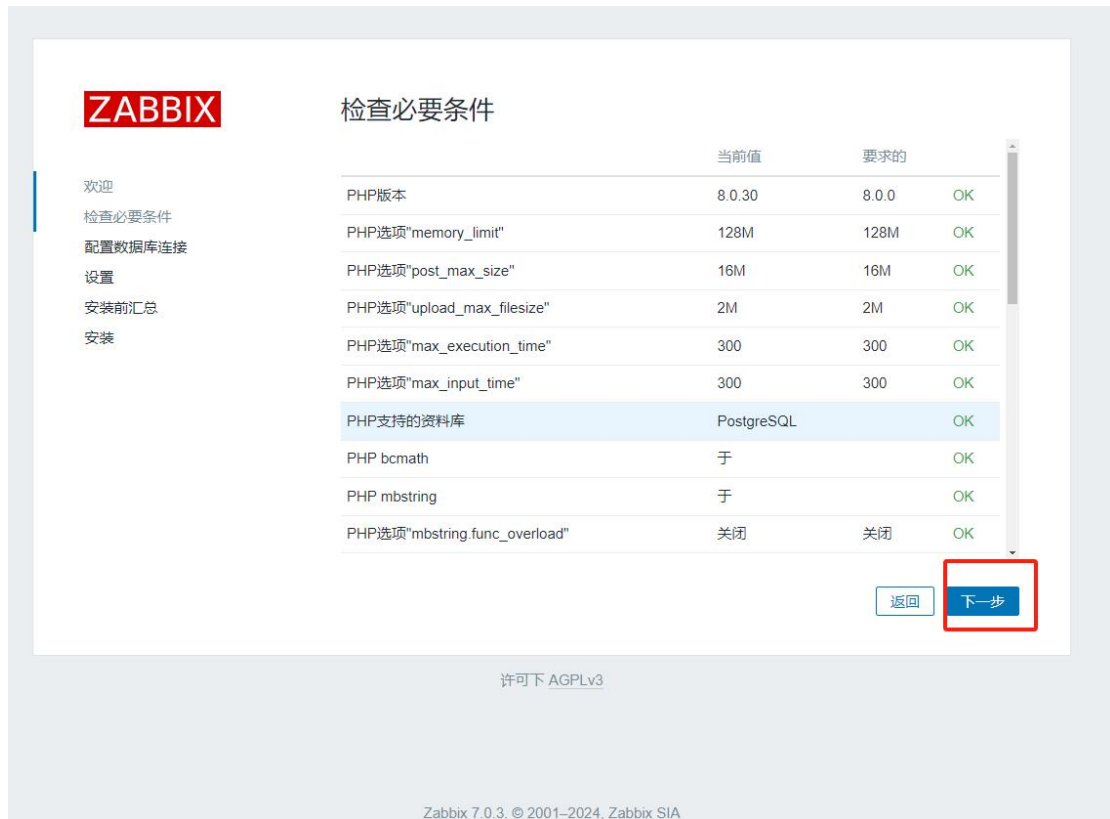 ZABBIX
欢迎
检查必要条件
配置数据库连接
设置
安装前汇总
安装
检查必要条件
当前值 要求的
PHP版本 8.0.30 8.0.0 OK
PHP选项"memory_limit" 128M 128M OK
PHP选项"post_max_size" 16M 16M OK
PHP选项"upload_max_filesize" 2M 2M OK
PHP选项"max_execution_time" 300 300 OK
PHP选项"max_input_time" 300 300 OK
PHP支持的资料库 PostgreSQL OK
PHP bcmath 于 OK
PHP mbstring 于 OK
PHP选项"mbstring.func_overload" 关闭 关闭 OK
返回 下一步
许可下 AGPLv3
Zabbix 7.0.3. © 2001–2024, Zabbix SIA